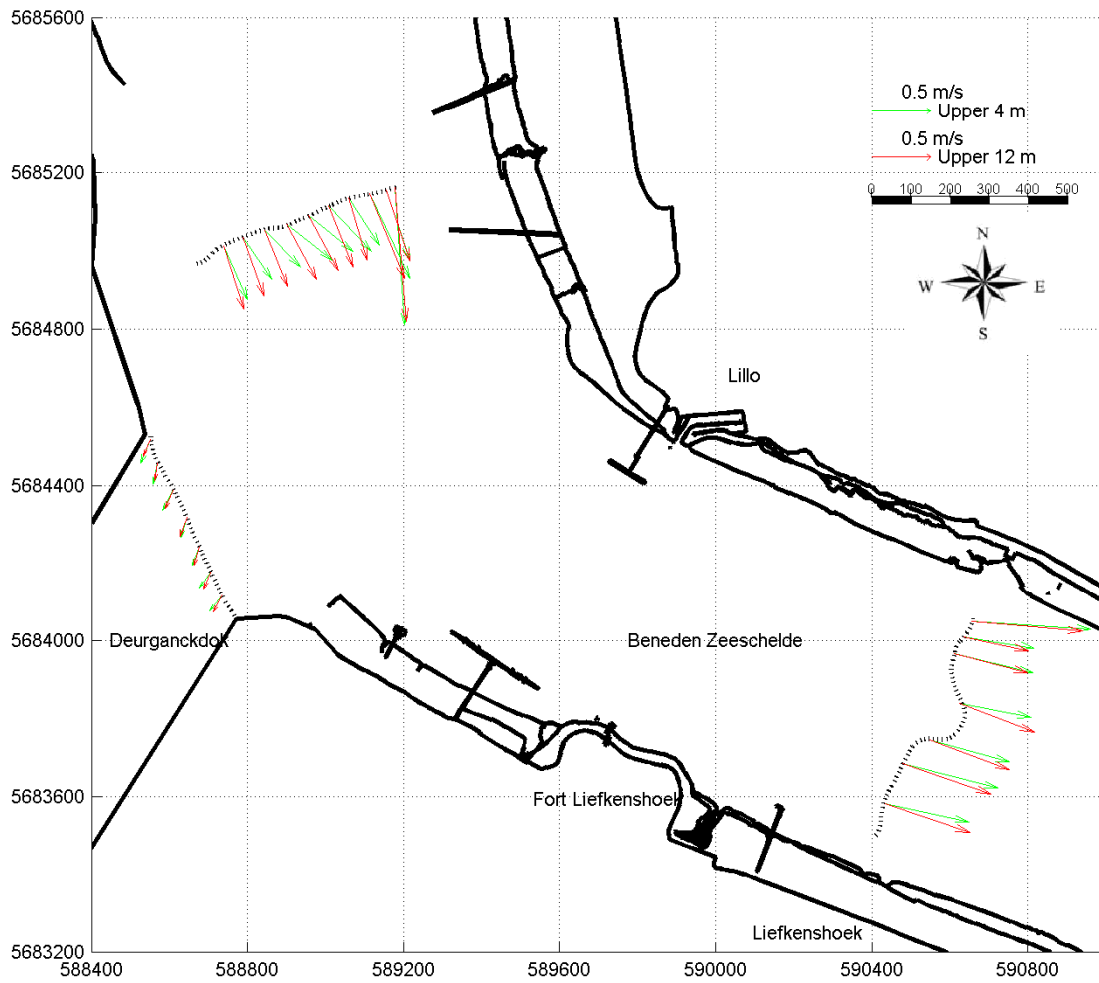 5685600
5685200
5684800
5684400
5684000
5683600
5683200
588400
588800
589200
589600
590000
590400
590800
0.5 m/s
Upper 4 m
0.5 m/s
Upper 12 m
0 100 200 300 400 500
N
W E
S
Lillo
Deurganckdok
Beneden Zeeschelde
Fort Liefkenshoek
Liefkenshoek